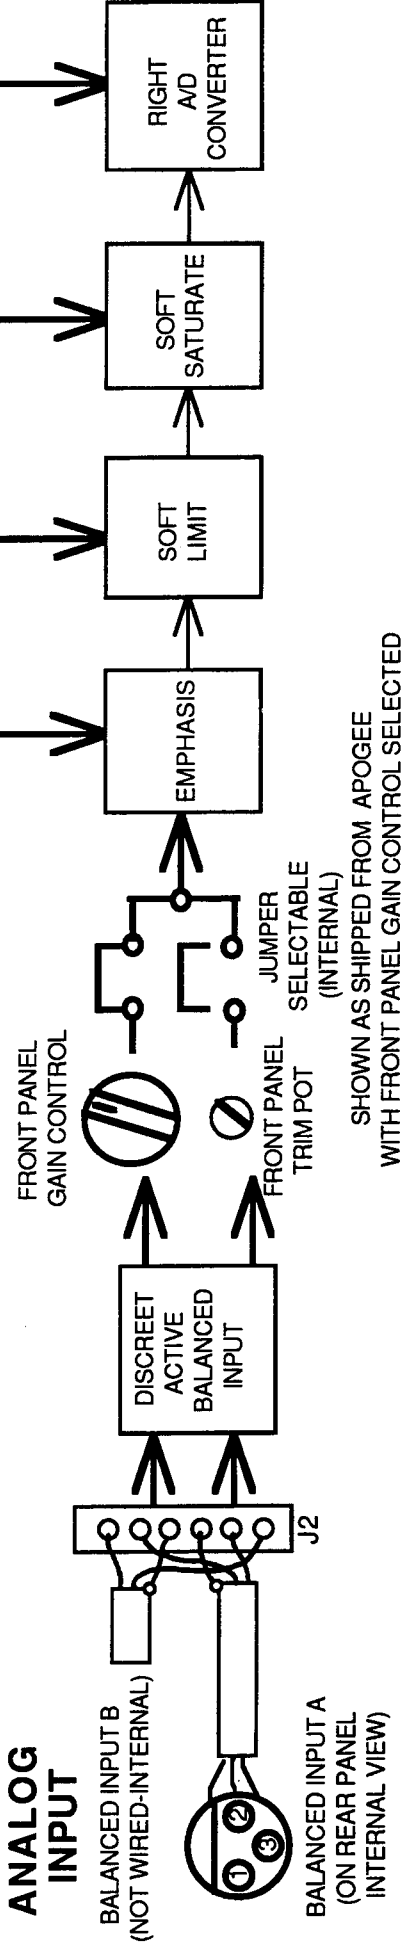 ANALOG
INPUT
BALANCED INPUT B
(NOT WIRED-INTERNAL)
1
2
3
BALANCED INPUT A
(ON REAR PANEL
INTERNAL VIEW)
J2
DISCREET
ACTIVE
BALANCED
INPUT
FRONT PANEL
GAIN CONTROL
FRONT PANEL
TRIM POT
JUMPER
SELECTABLE
(INTERNAL)
SHOWN AS SHIPPED FROM APOGEE
WITH FRONT PANEL GAIN CONTROL SELECTED
EMPHASIS
SOFT
LIMIT
SOFT
SATURATE
RIGHT
A/D
CONVERTER